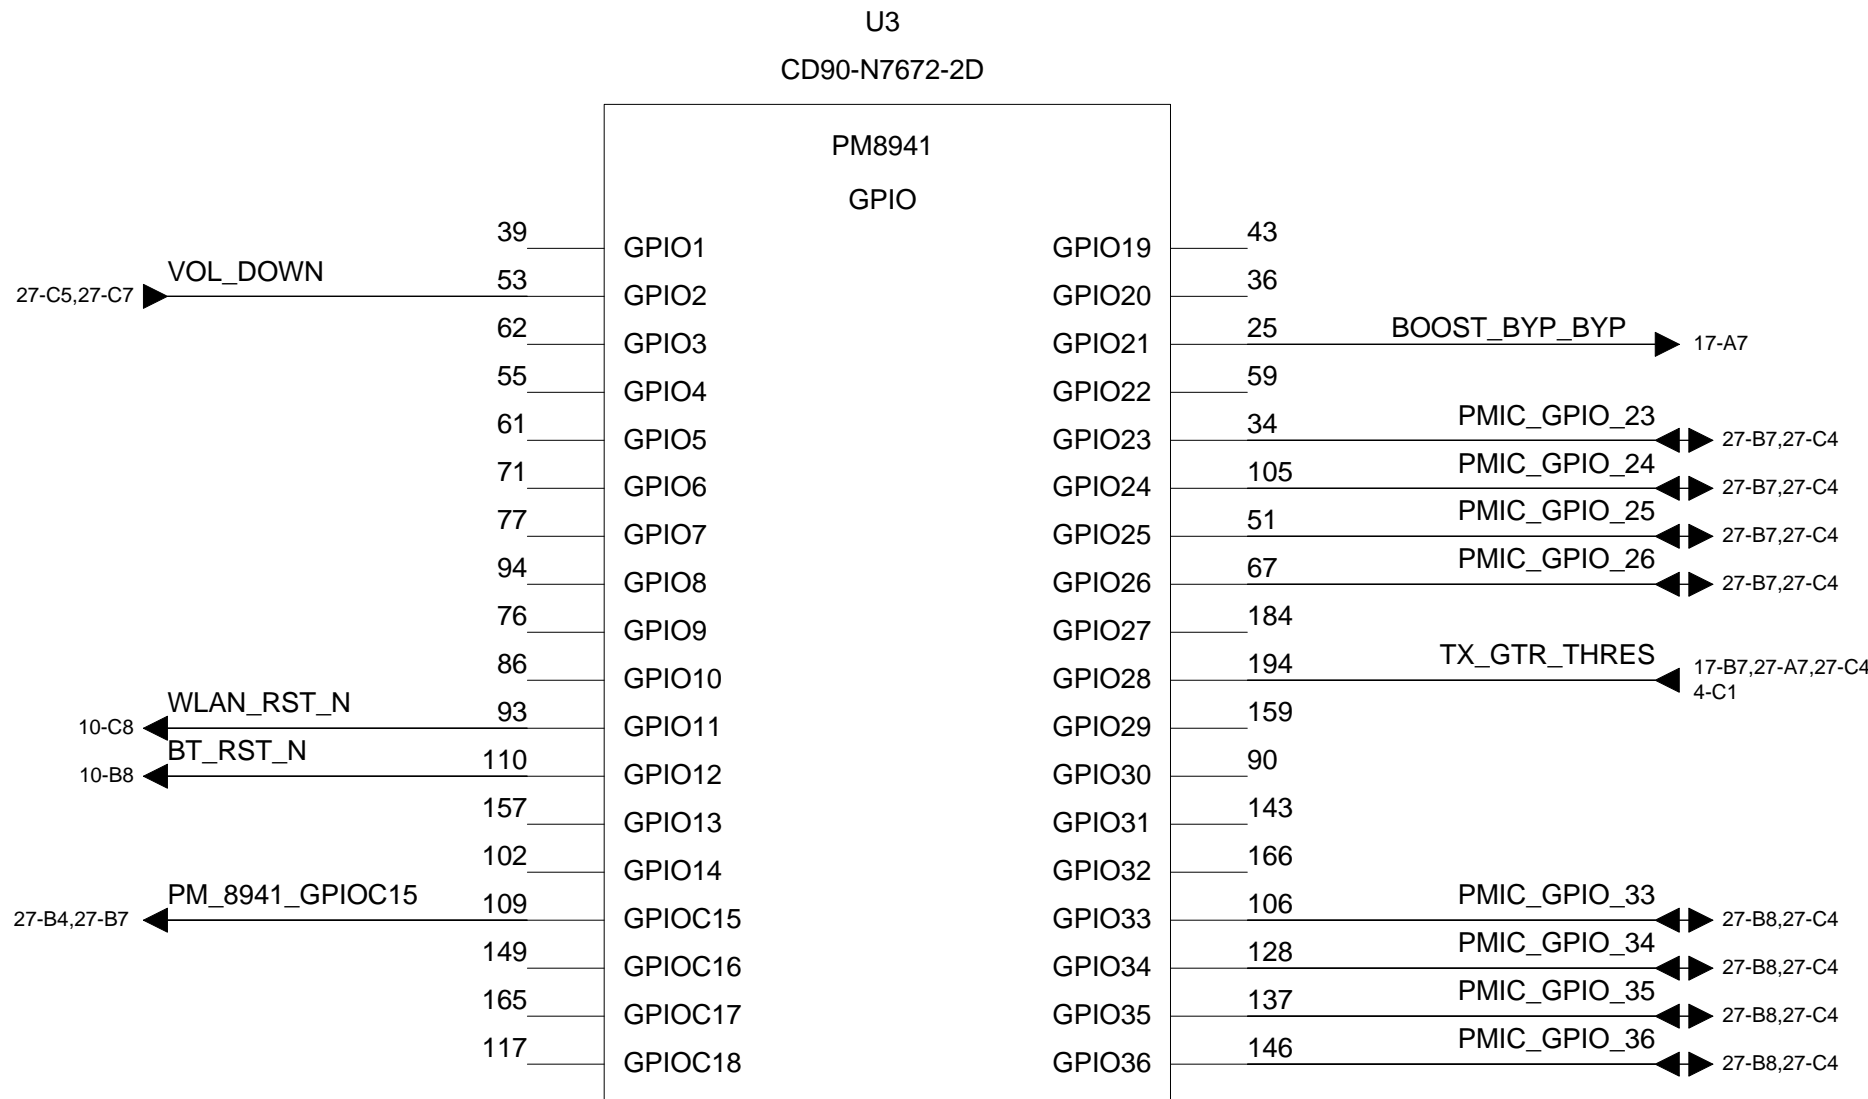 U3
CD90-N7672-2D
PM8941
GPIO
39 GPIO1 GPIO19 43
27-C5,27-C7 VOL_DOWN 53 GPIO2 GPIO20 36
62 GPIO3 GPIO21 25 BOOST_BYP_BYP 17-A7
55 GPIO4 GPIO22 59
61 GPIO5 GPIO23 34 PMIC_GPIO_23 27-B7,27-C4
71 GPIO6 GPIO24 105 PMIC_GPIO_24 27-B7,27-C4
77 GPIO7 GPIO25 51 PMIC_GPIO_25 27-B7,27-C4
94 GPIO8 GPIO26 67 PMIC_GPIO_26 27-B7,27-C4
76 GPIO9 GPIO27 184
86 GPIO10 GPIO28 194 TX_GTR_THRES 17-B7,27-A7,27-C4
4-C1
10-C8 WLAN_RST_N 93 GPIO11 GPIO29 159
10-B8 BT_RST_N 110 GPIO12 GPIO30 90
157 GPIO13 GPIO31 143
102 GPIO14 GPIO32 166
27-B4,27-B7 PM_8941_GPIOC15 109 GPIOC15 GPIO33 106 PMIC_GPIO_33 27-B8,27-C4
149 GPIOC16 GPIO34 128 PMIC_GPIO_34 27-B8,27-C4
165 GPIOC17 GPIO35 137 PMIC_GPIO_35 27-B8,27-C4
117 GPIOC18 GPIO36 146 PMIC_GPIO_36 27-B8,27-C4